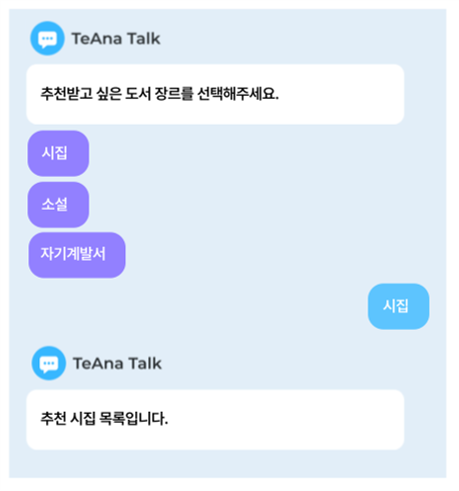 TeAna Talk
추천받고 싶은 도서 장르를 선택해주세요.
시집
소설
자기계발서
시집
TeAna Talk
추천 시집 목록입니다.